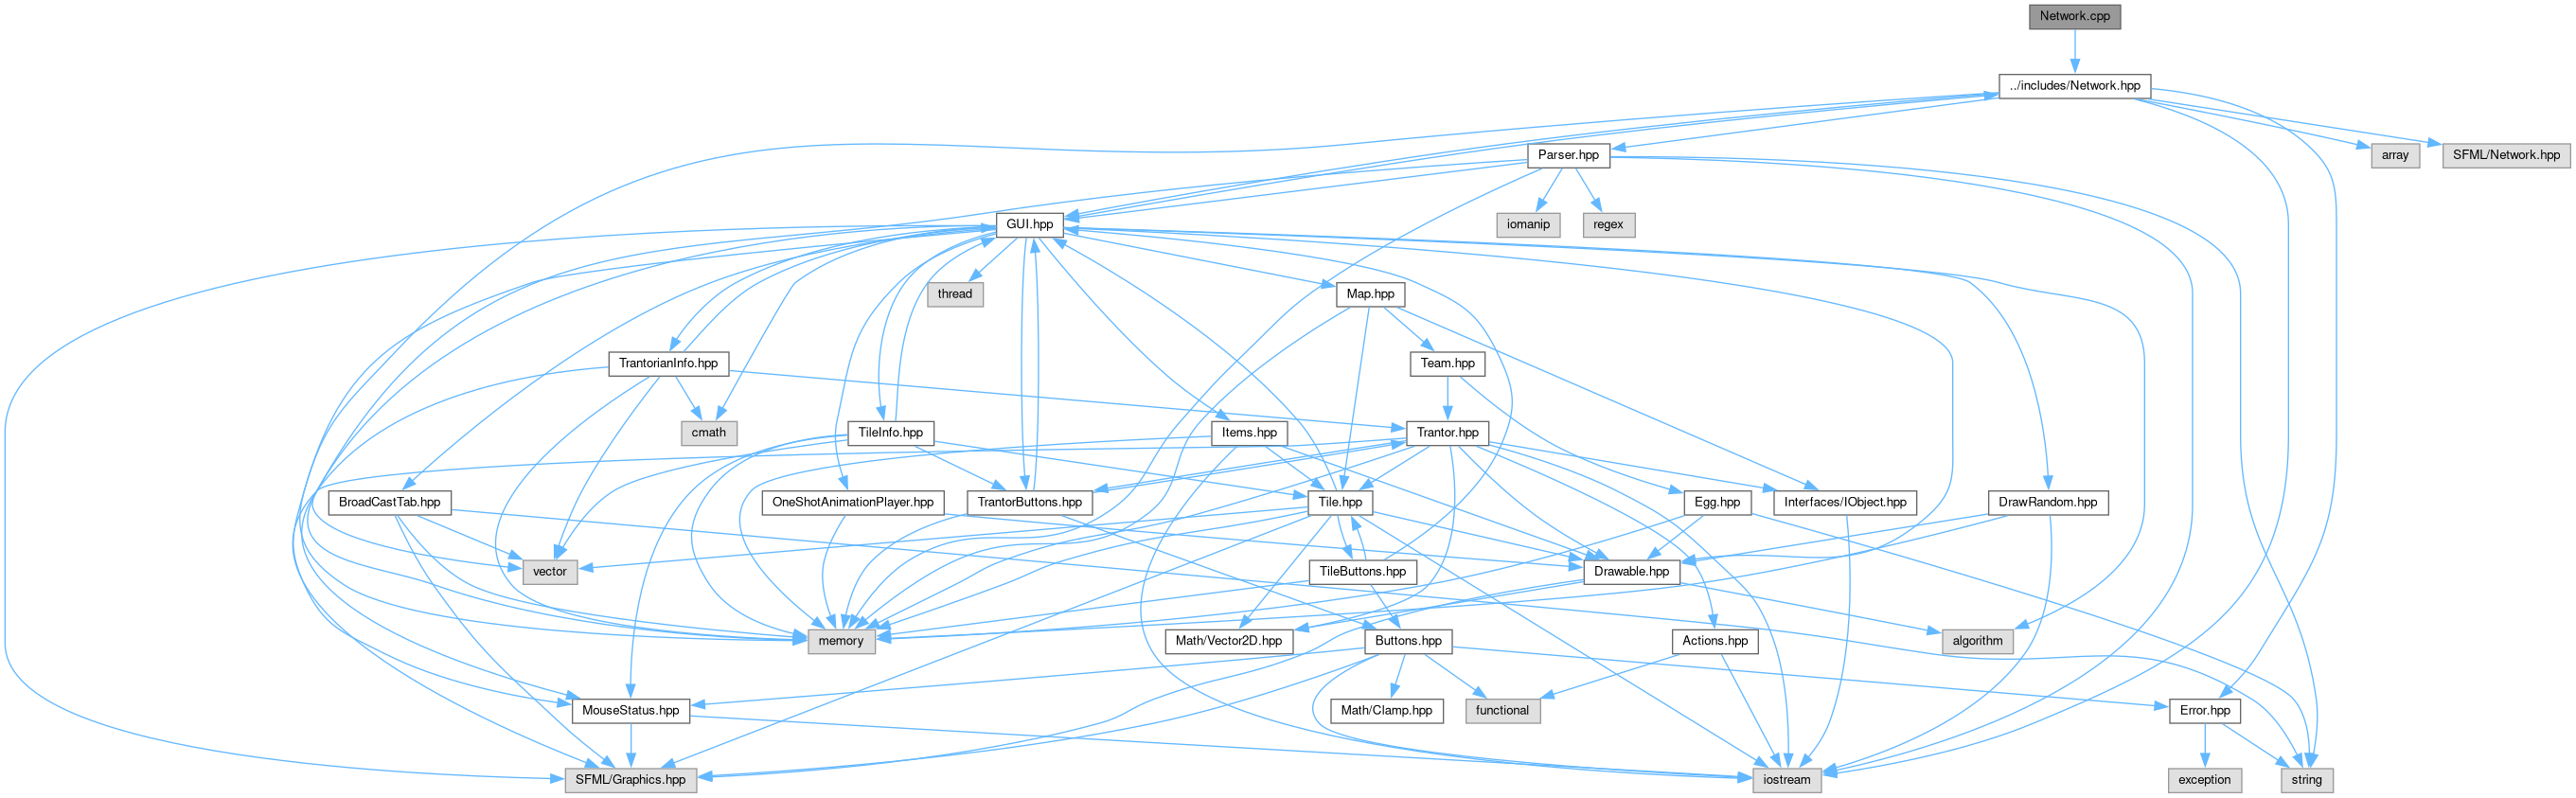 Network.cpp
../includes/Network.hpp
Parser.hpp
array
SFML/Network.hpp
GUI.hpp
iomanip
regex
thread
Map.hpp
TrantorianInfo.hpp
Team.hpp
cmath
TileInfo.hpp
Items.hpp
Trantor.hpp
BroadCastTab.hpp
OneShotAnimationPlayer.hpp
TrantorButtons.hpp
Tile.hpp
Egg.hpp
Interfaces/IObject.hpp
DrawRandom.hpp
vector
TileButtons.hpp
Drawable.hpp
memory
Math/Vector2D.hpp
Buttons.hpp
Actions.hpp
algorithm
MouseStatus.hpp
Math/Clamp.hpp
functional
Error.hpp
SFML/Graphics.hpp
iostream
exception
string